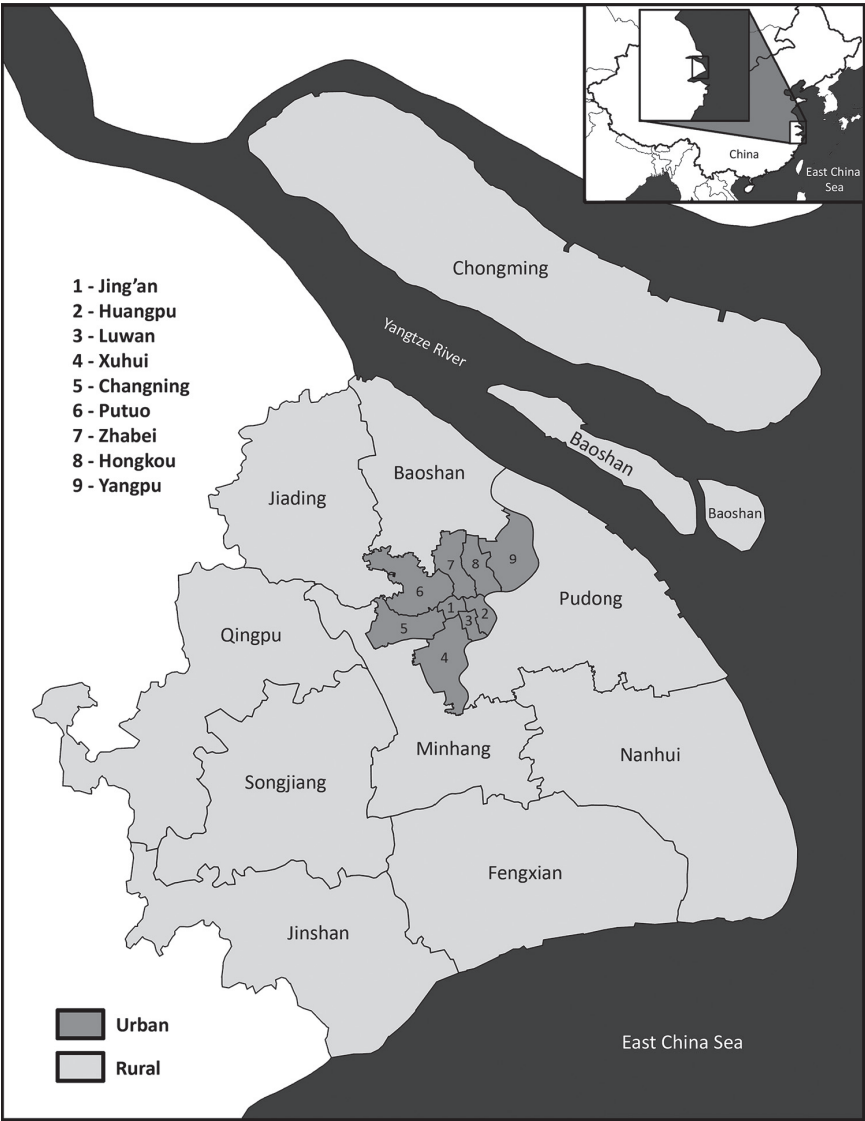 China
East China
Sea
Chongming
1 - Jing'an
2 - Huangpu
3 - Luwan
4 - Xuhui
5 - Changning
6 - Putuo
7 - Zhabei
8 - Hongkou
9 - Yangpu
Yangtze River
Baoshan
Baoshan
Jiading
Baoshan
7
8
9
6
Pudong
1
2
3
5
Qingpu
4
Minhang
Nanhui
Songjiang
Fengxian
Jinshan
Urban
Rural
East China Sea